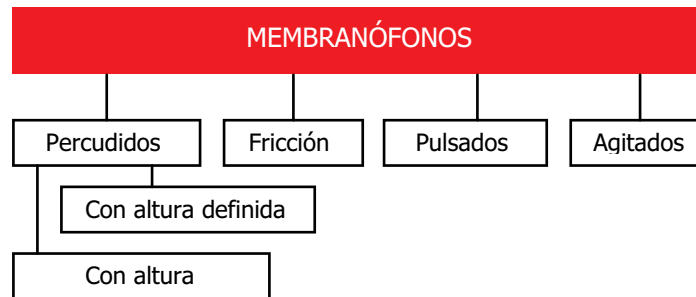 MEMBRANÓFONOS
Percudidos
Fricción
Pulsados
Agitados
Con altura definida
Con altura